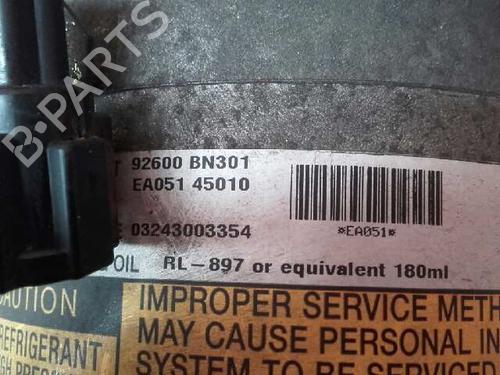 B-PARTS
T 92600 BN301
EA051 45010
03243003354
*EA051*
OIL RL-897 or equivalent 180ml
CAUTION
REFRIGERANT
HIGH
IMPROPER SERVICE METH
MAY CAUSE PERSONAL IN
SYSTEM TO BE SERVICED